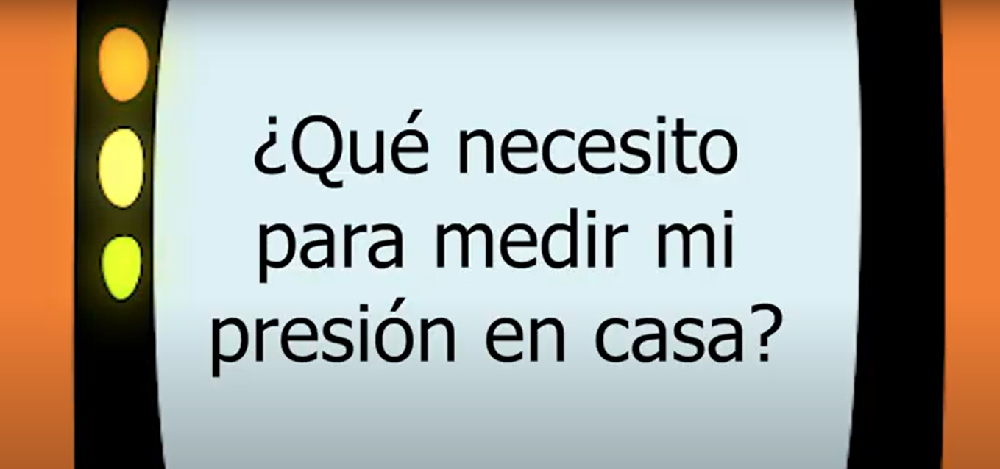 ¿Qué necesito
para medir mi
presión en casa?